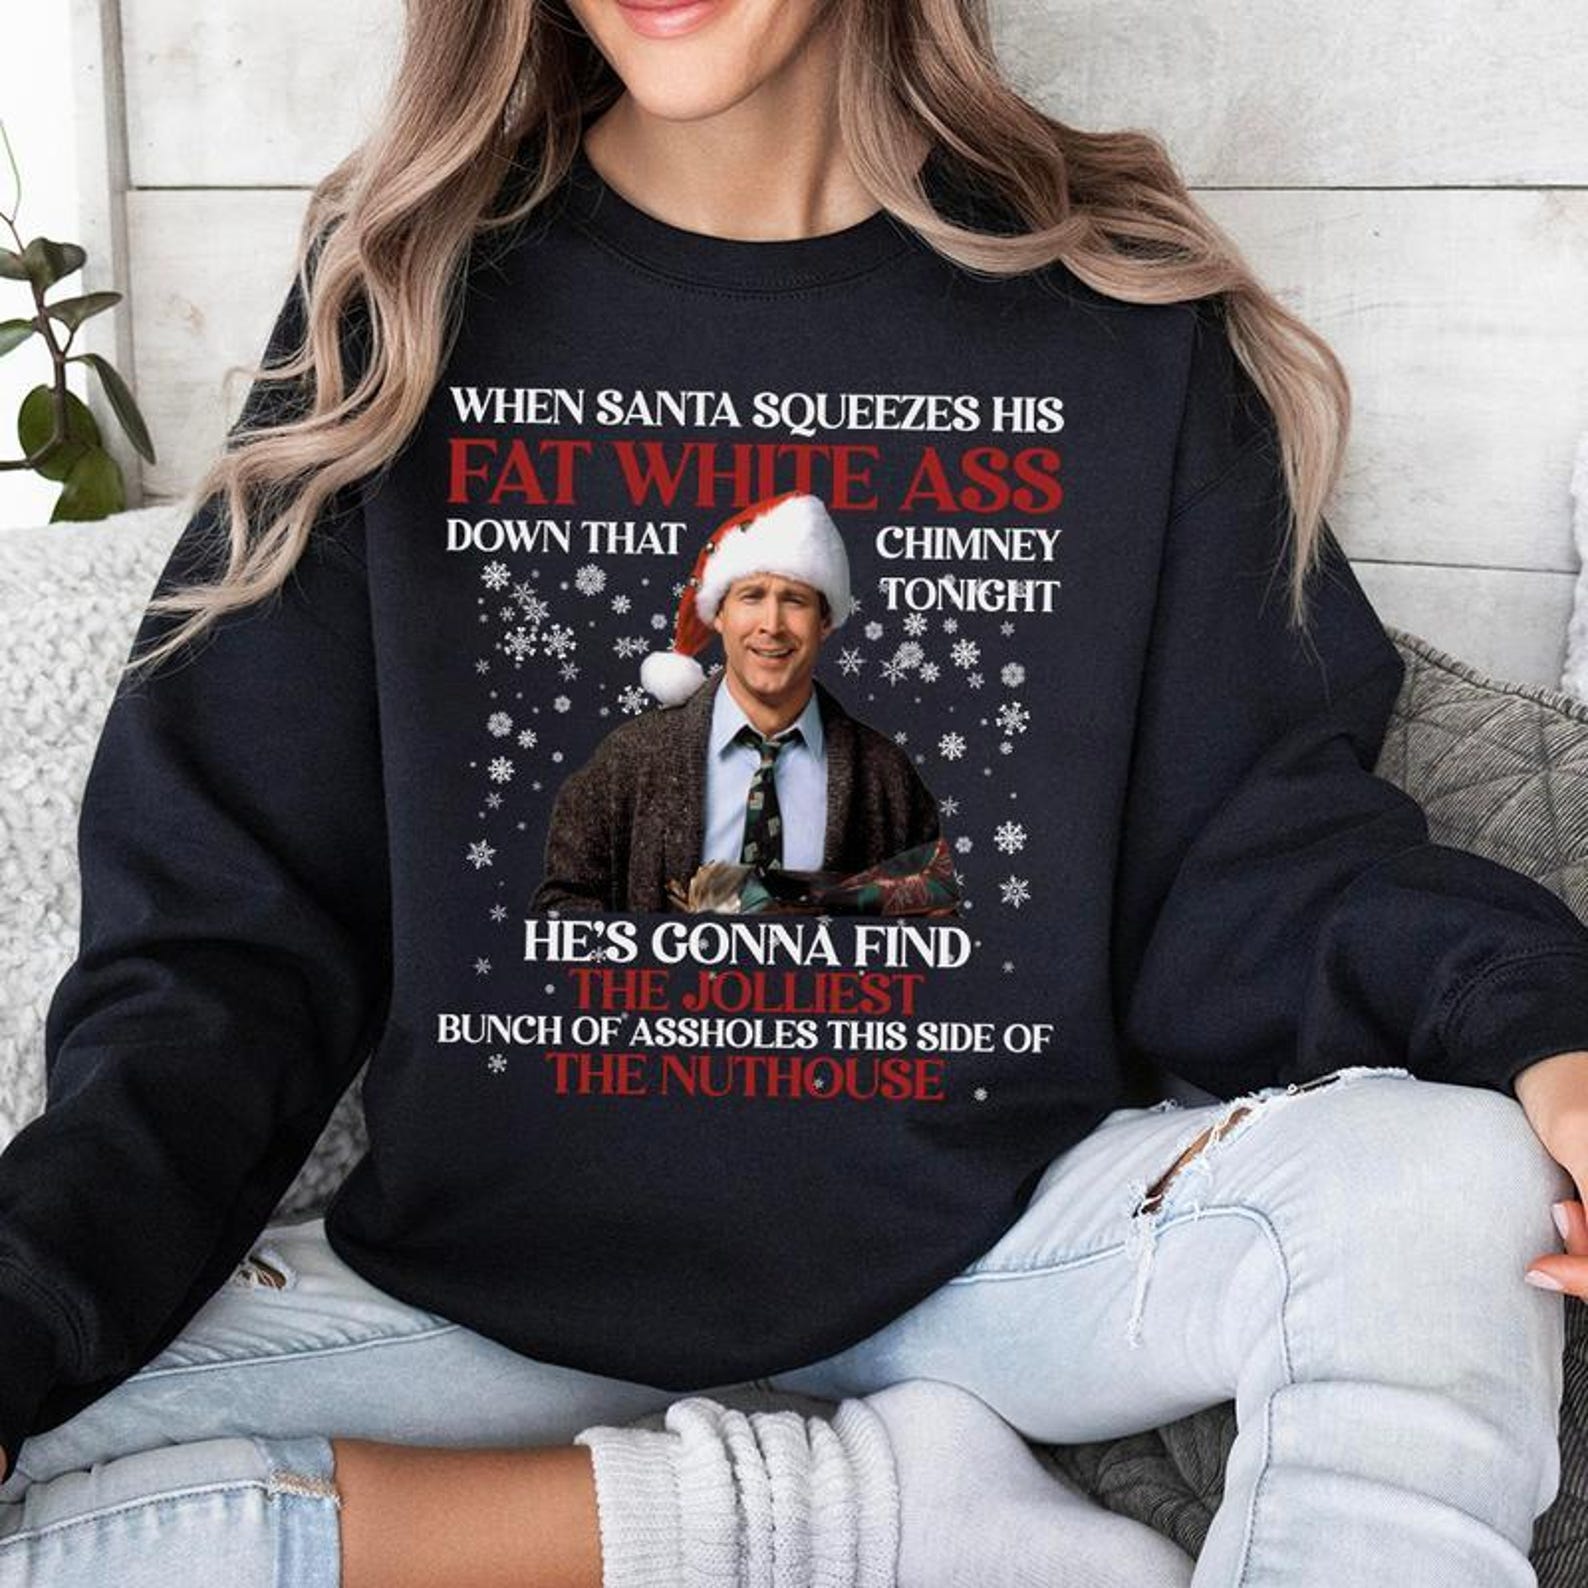 WHEN SANTA SQUEEZES HIS
FAT WHITE ASS
DOWN THAT CHIMNEY
TONIGHT
HE'S GONNA FIND
THE JOLLIEST
BUNCH OF ASSHOLES THIS SIDE OF
THE NUTHOUSE